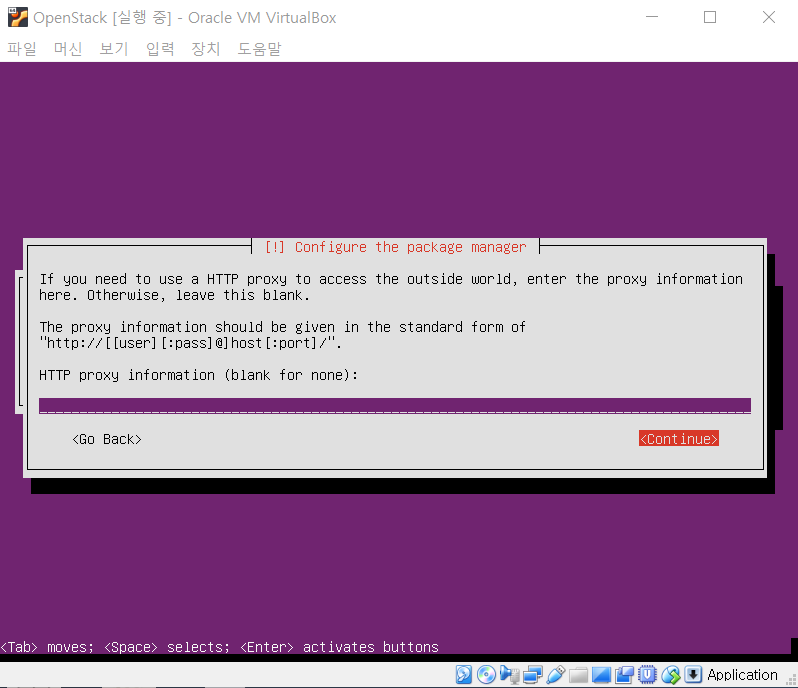 OpenStack [실행 중] - Oracle VM VirtualBox
파일 머신 보기 입력 장치 도움말
[!] Configure the package manager
If you need to use a HTTP proxy to access the outside world, enter the proxy information
here. Otherwise, leave this blank.
The proxy information should be given in the standard form of
"http://[[user][:pass]@]host[:port]/".
HTTP proxy information (blank for none):
<Go Back> <Continue>
<Tab> moves; <Space> selects; <Enter> activates buttons
Application